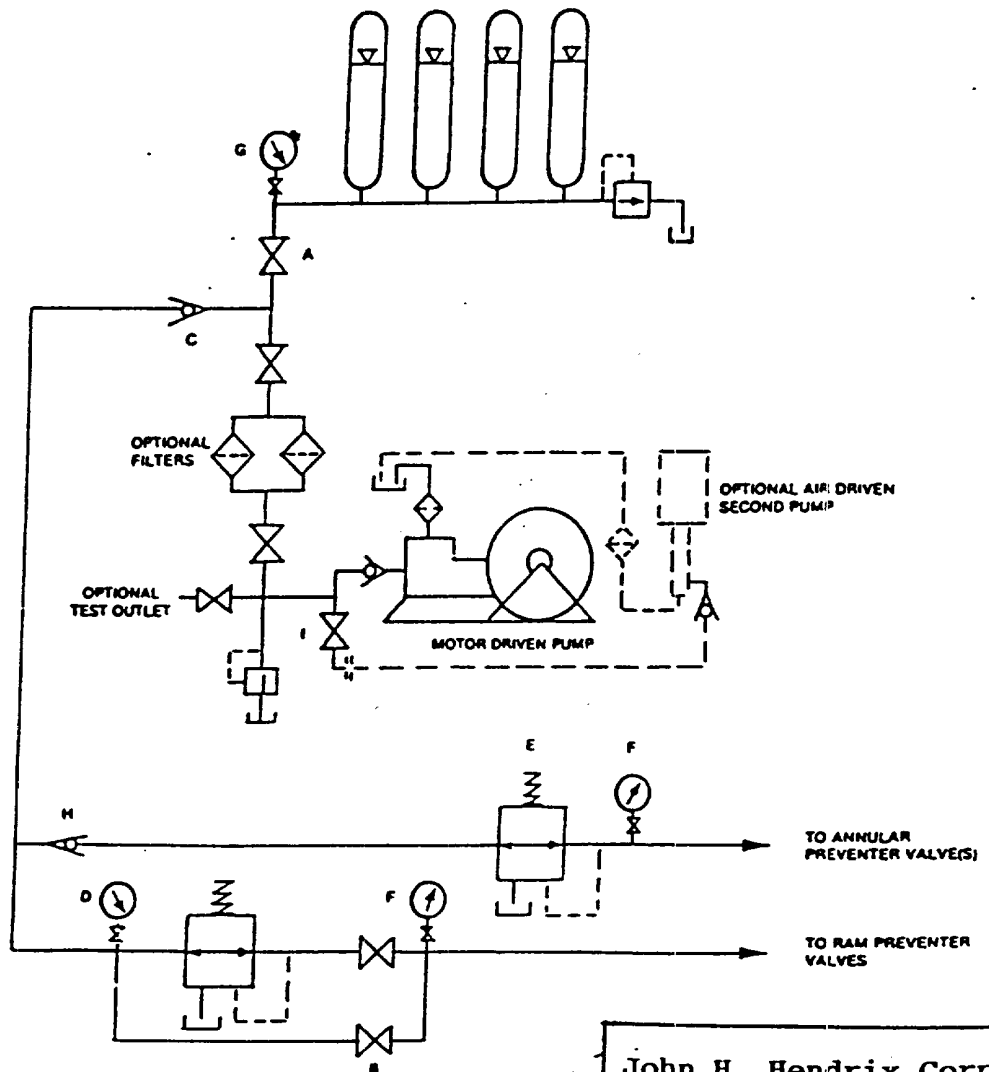 G
A
C
OPTIONAL
FILTERS
OPTIONAL AIR DRIVEN
SECOND PUMP
OPTIONAL
TEST OUTLET
I
MOTOR DRIVEN PUMP
E
F
H
TO ANNULAR
PREVENTER VALVE(S)
D
F
TO RAM PREVENTER
VALVES
John H. Hendrix Corp